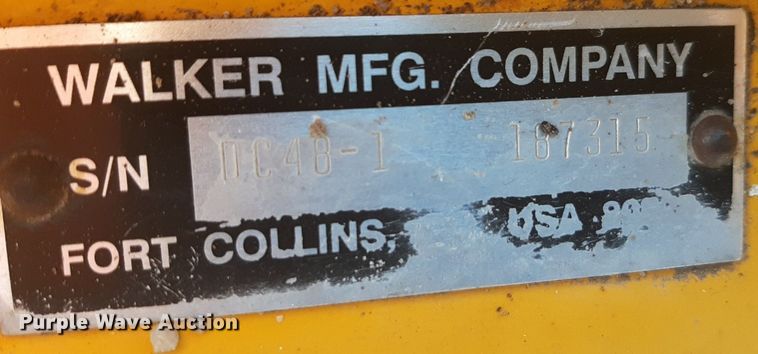 WALKER MFG. COMPANY
S/N DC48-1 187315
FORT COLLINS, USA
Purple Wave Auction